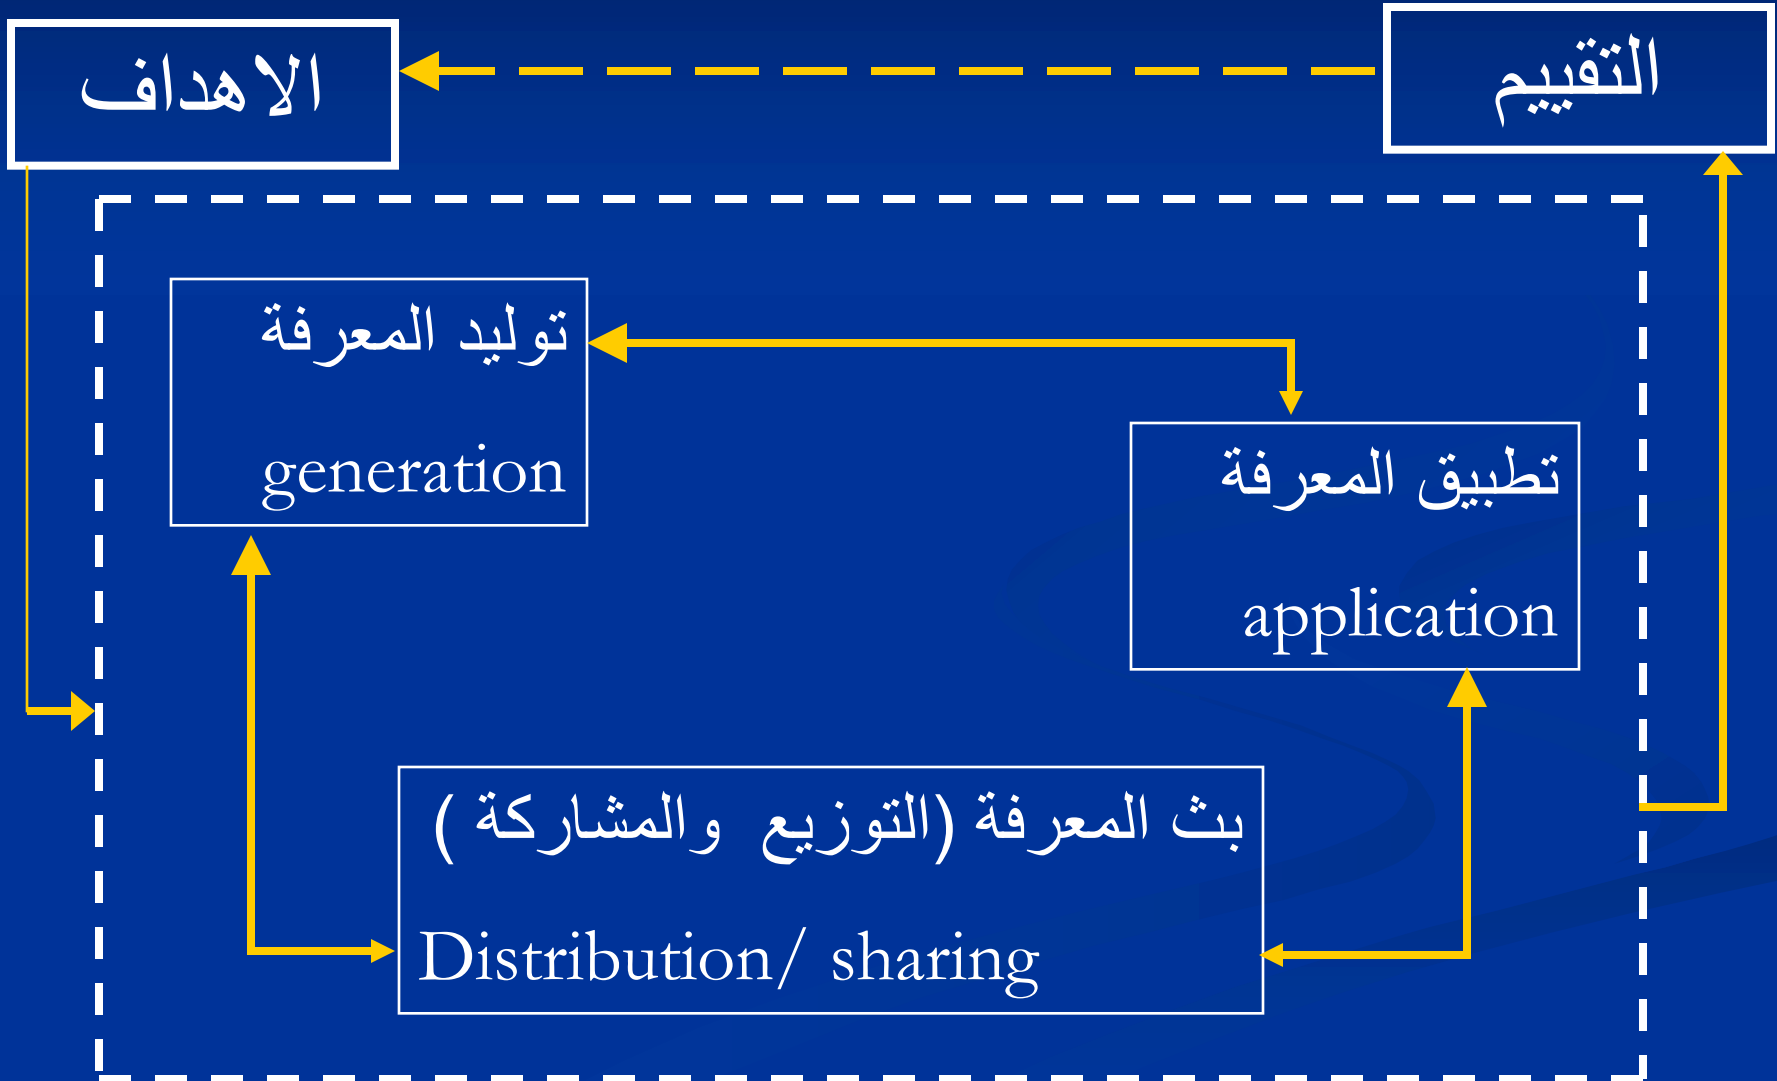 التقييم
الاهداف
توليد المعرفة
generation
تطبيق المعرفة
application
بث المعرفة (التوزيع والمشاركة )
Distribution/ sharing